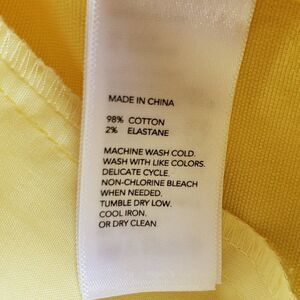 MADE IN CHINA
98% COTTON
2% ELASTANE
MACHINE WASH COLD.
WASH WITH LIKE COLORS.
DELICATE CYCLE.
NON-CHLORINE BLEACH
WHEN NEEDED.
TUMBLE DRY LOW.
COOL IRON.
OR DRY CLEAN